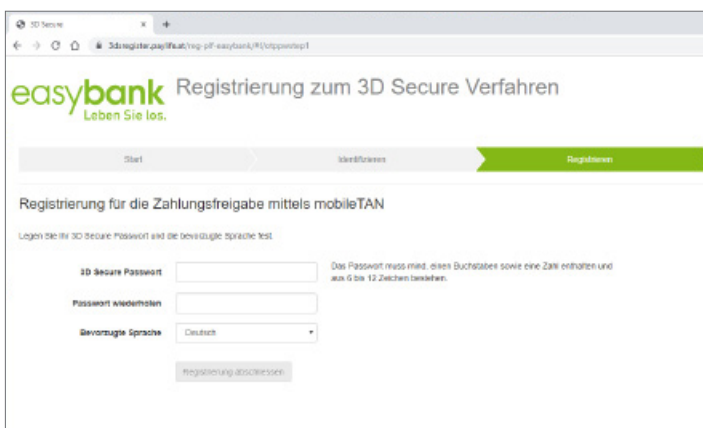 3D Secure
3dsregister.paylife.at/reg-plf-easybank/#!/otppwstep1
easybank
Leben Sie los.
Registrierung zum 3D Secure Verfahren
Start
Identifizieren
Registrieren
Registrierung für die Zahlungsfreigabe mittels mobileTAN
Legen Sie Ihr 3D Secure Passwort und die bevorzugte Sprache fest.
3D Secure Passwort
Das Passwort muss mind. einen Buchstaben sowie eine Zahl enthalten und
aus 6 bis 12 Zeichen bestehen.
Passwort wiederholen
Bevorzugte Sprache
Deutsch
Registrierung abschliessen